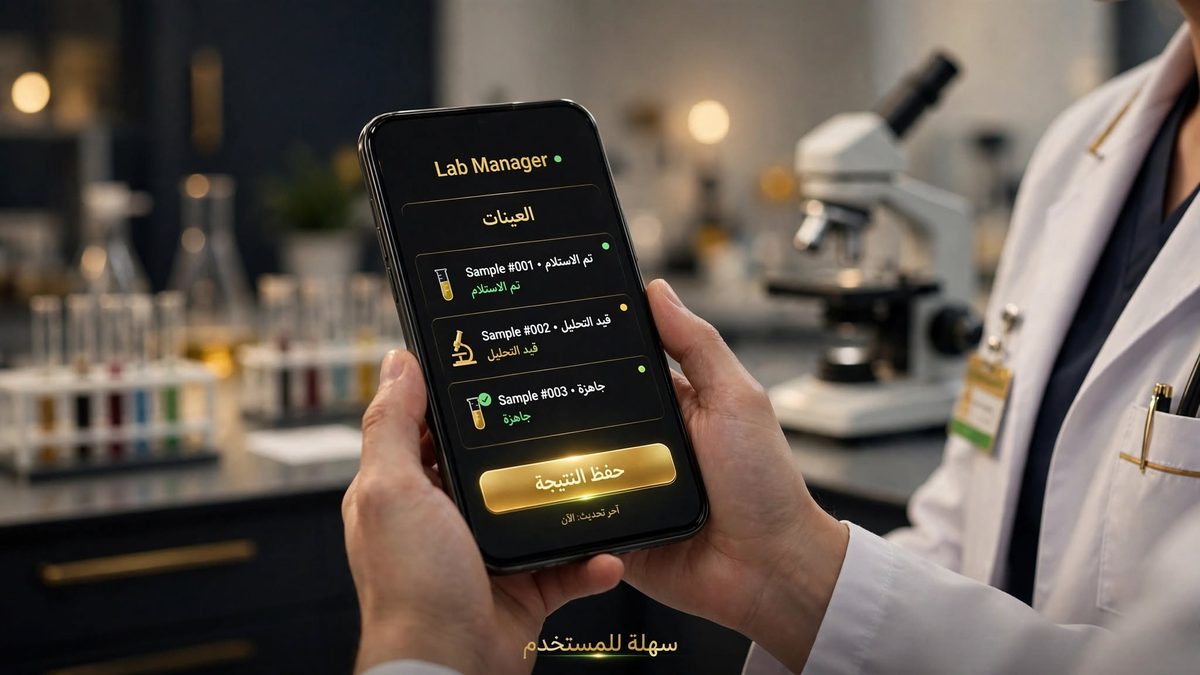 Lab Manager
العينات
Sample #001 • تم الاستلام
تم الاستلام
Sample #002 • قيد التحليل
قيد التحليل
Sample #003 • جاهزة
جاهزة
حفظ النتيجة
آخر تحديث: الآن
سهلة للمستخدم